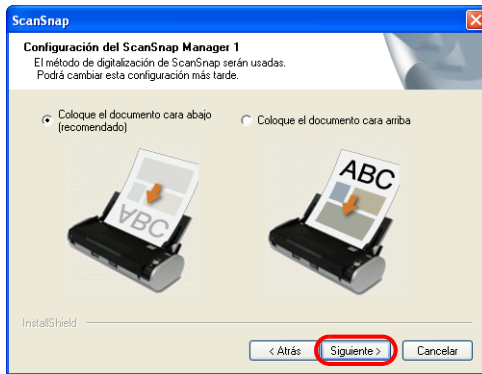 ScanSnap
Configuración del ScanSnap Manager 1
El método de digitalización de ScanSnap serán usadas.
Podrá cambiar esta configuración más tarde.
Coloque el documento cara abajo
(recomendado)
Coloque el documento cara arriba
ABC
ABC
InstallShield
< Atrás
Siguiente >
Cancelar